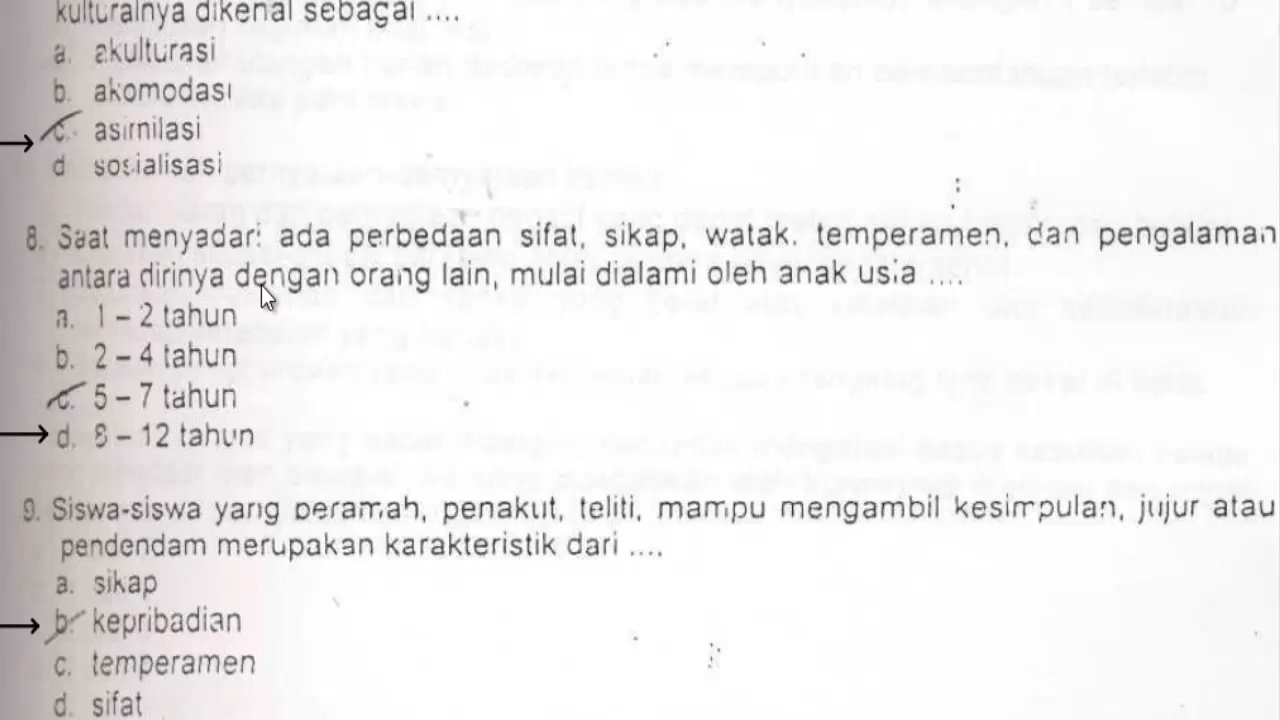 kulturalnya dikenal sebagai ....
a. akulturasi
b. akomodasi
c. asimilasi
d. sosialisasi
8. Saat menyadari ada perbedaan sifat, sikap, watak, temperamen, dan pengalaman
antara dirinya dengan orang lain, mulai dialami oleh anak usia ....
a. 1 – 2 tahun
b. 2 – 4 tahun
c. 5 – 7 tahun
d. 8 – 12 tahun
9. Siswa-siswa yang peramah, penakut, teliti, mampu mengambil kesimpulan, jujur atau
pendendam merupakan karakteristik dari ....
a. sikap
b. kepribadian
c. temperamen
d. sifat